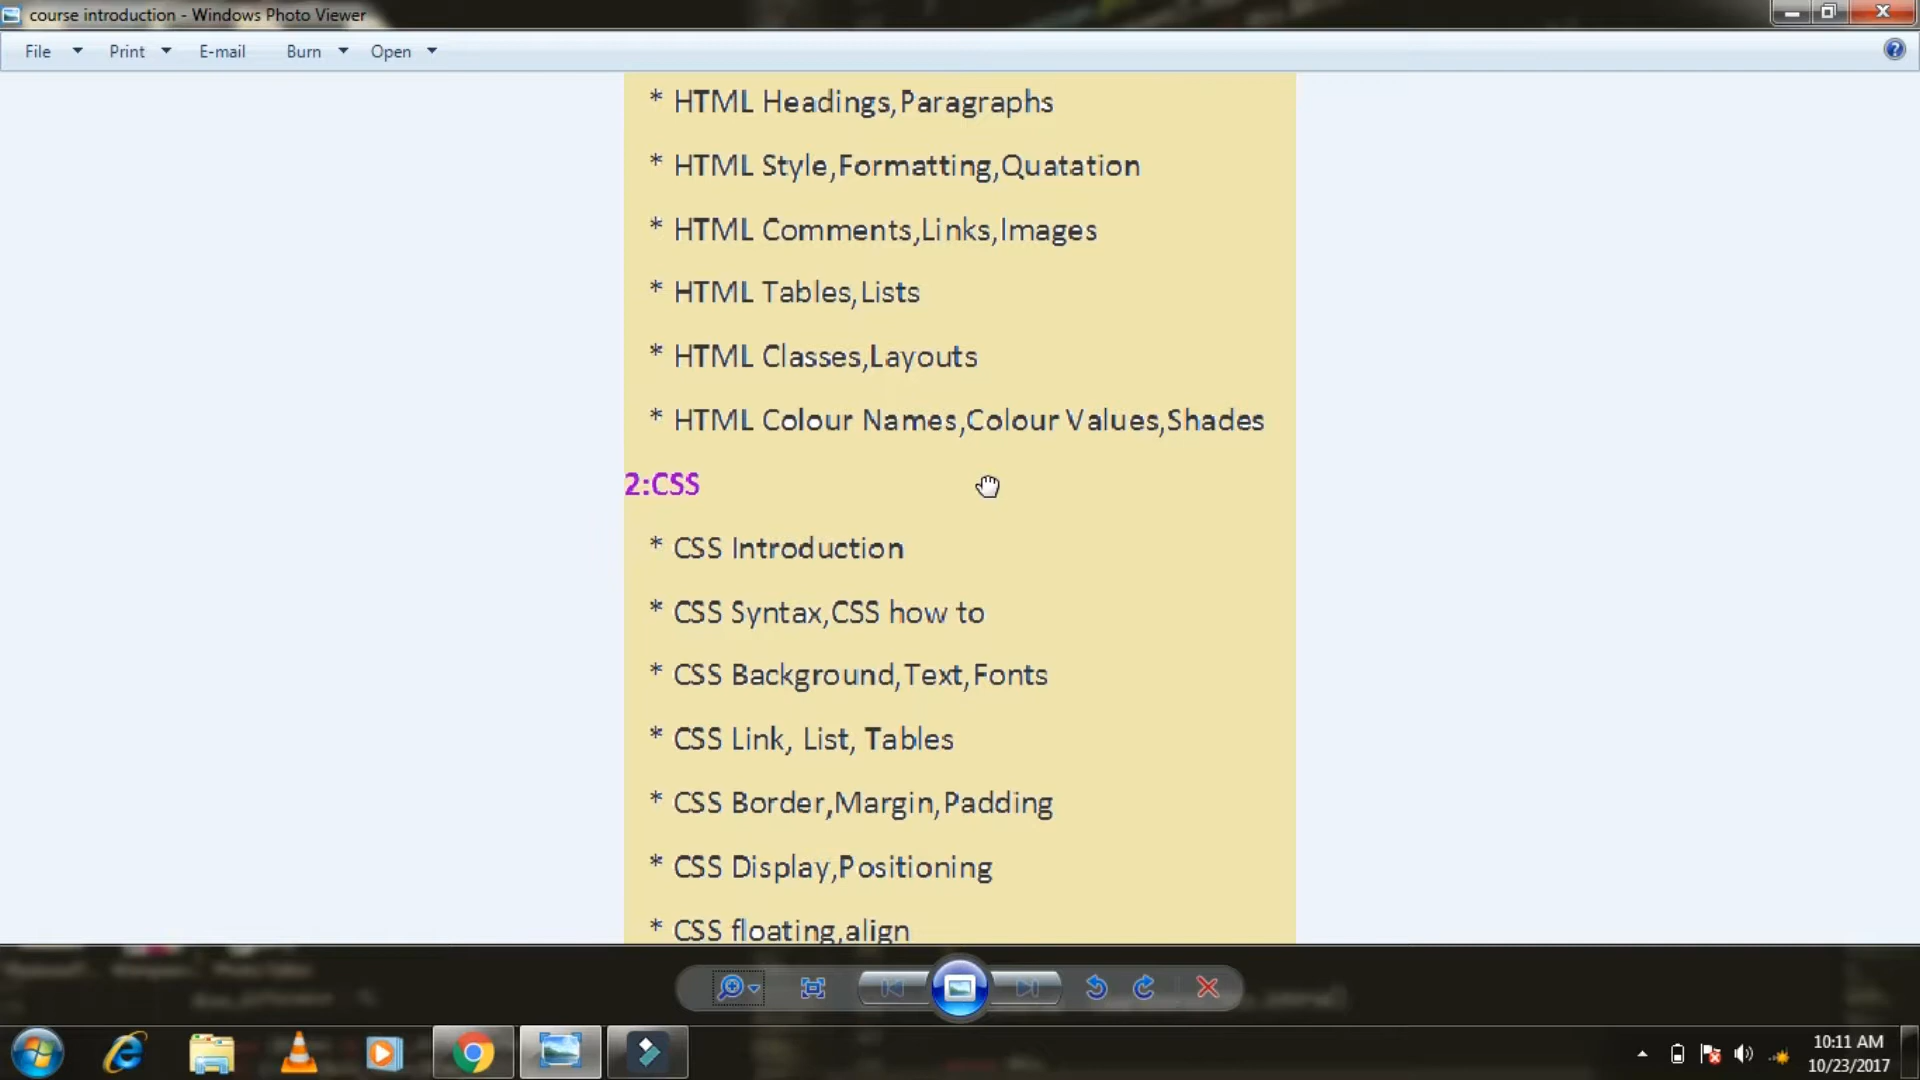 course introduction - Windows Photo Viewer
File Print E-mail Burn Open
* HTML Headings,Paragraphs
* HTML Style,Formatting,Quatation
* HTML Comments,Links,Images
* HTML Tables,Lists
* HTML Classes,Layouts
* HTML Colour Names,Colour Values,Shades
2:CSS
* CSS Introduction
* CSS Syntax,CSS how to
* CSS Background,Text,Fonts
* CSS Link, List, Tables
* CSS Border,Margin,Padding
* CSS Display,Positioning
* CSS floating,align
10:11 AM
10/23/2017